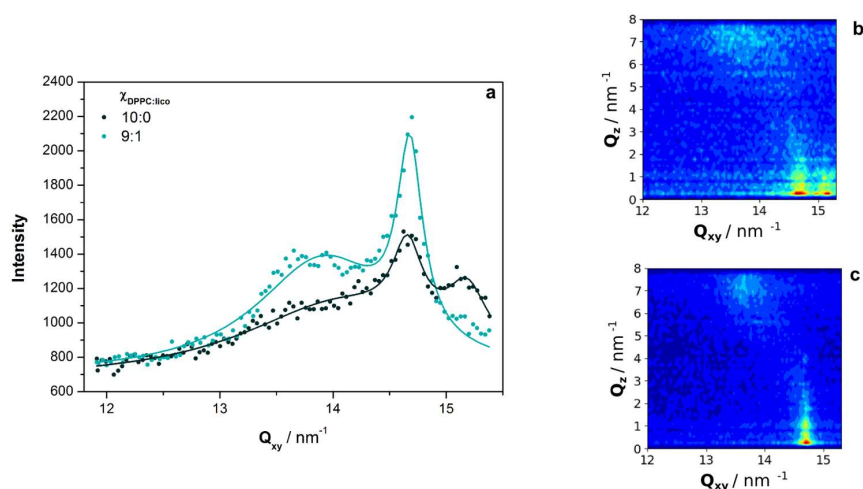 a
χDPPC:lico
10:0
9:1
2400
2200
2000
1800
1600
1400
1200
1000
800
600
Intensity
12 13 14 15
Qxy / nm-1
b
8
7
6
5
4
3
2
1
0
Qz / nm-1
12 13 14 15
Qxy / nm -1
c
8
7
6
5
4
3
2
1
0
Qz / nm-1
12 13 14 15
Qxy / nm -1